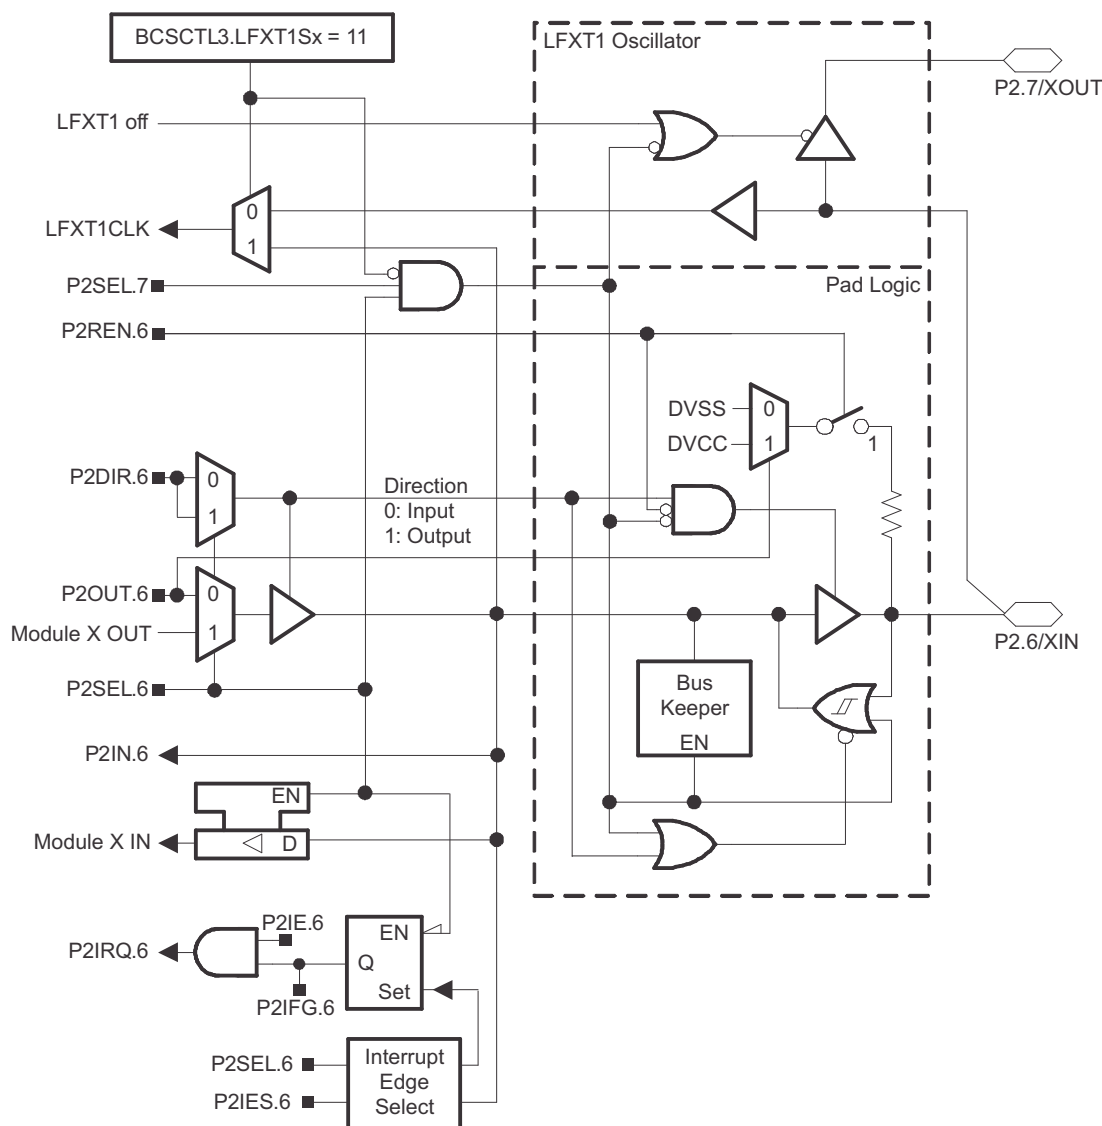 BCSCTL3.LFXT1Sx = 11
LFXT1 Oscillator
P2.7/XOUT
LFXT1 off
0
LFXT1CLK
1
P2SEL.7
Pad Logic
P2REN.6
DVSS
0
DVCC
1
1
P2DIR.6
0
1
Direction
0: Input
1: Output
P2OUT.6
0
Module X OUT
1
P2.6/XIN
P2SEL.6
Bus
Keeper
EN
P2IN.6
EN
Module X IN
D
P2IE.6
EN
P2IRQ.6
Q
Set
P2IFG.6
P2SEL.6
P2IES.6
Interrupt
Edge
Select